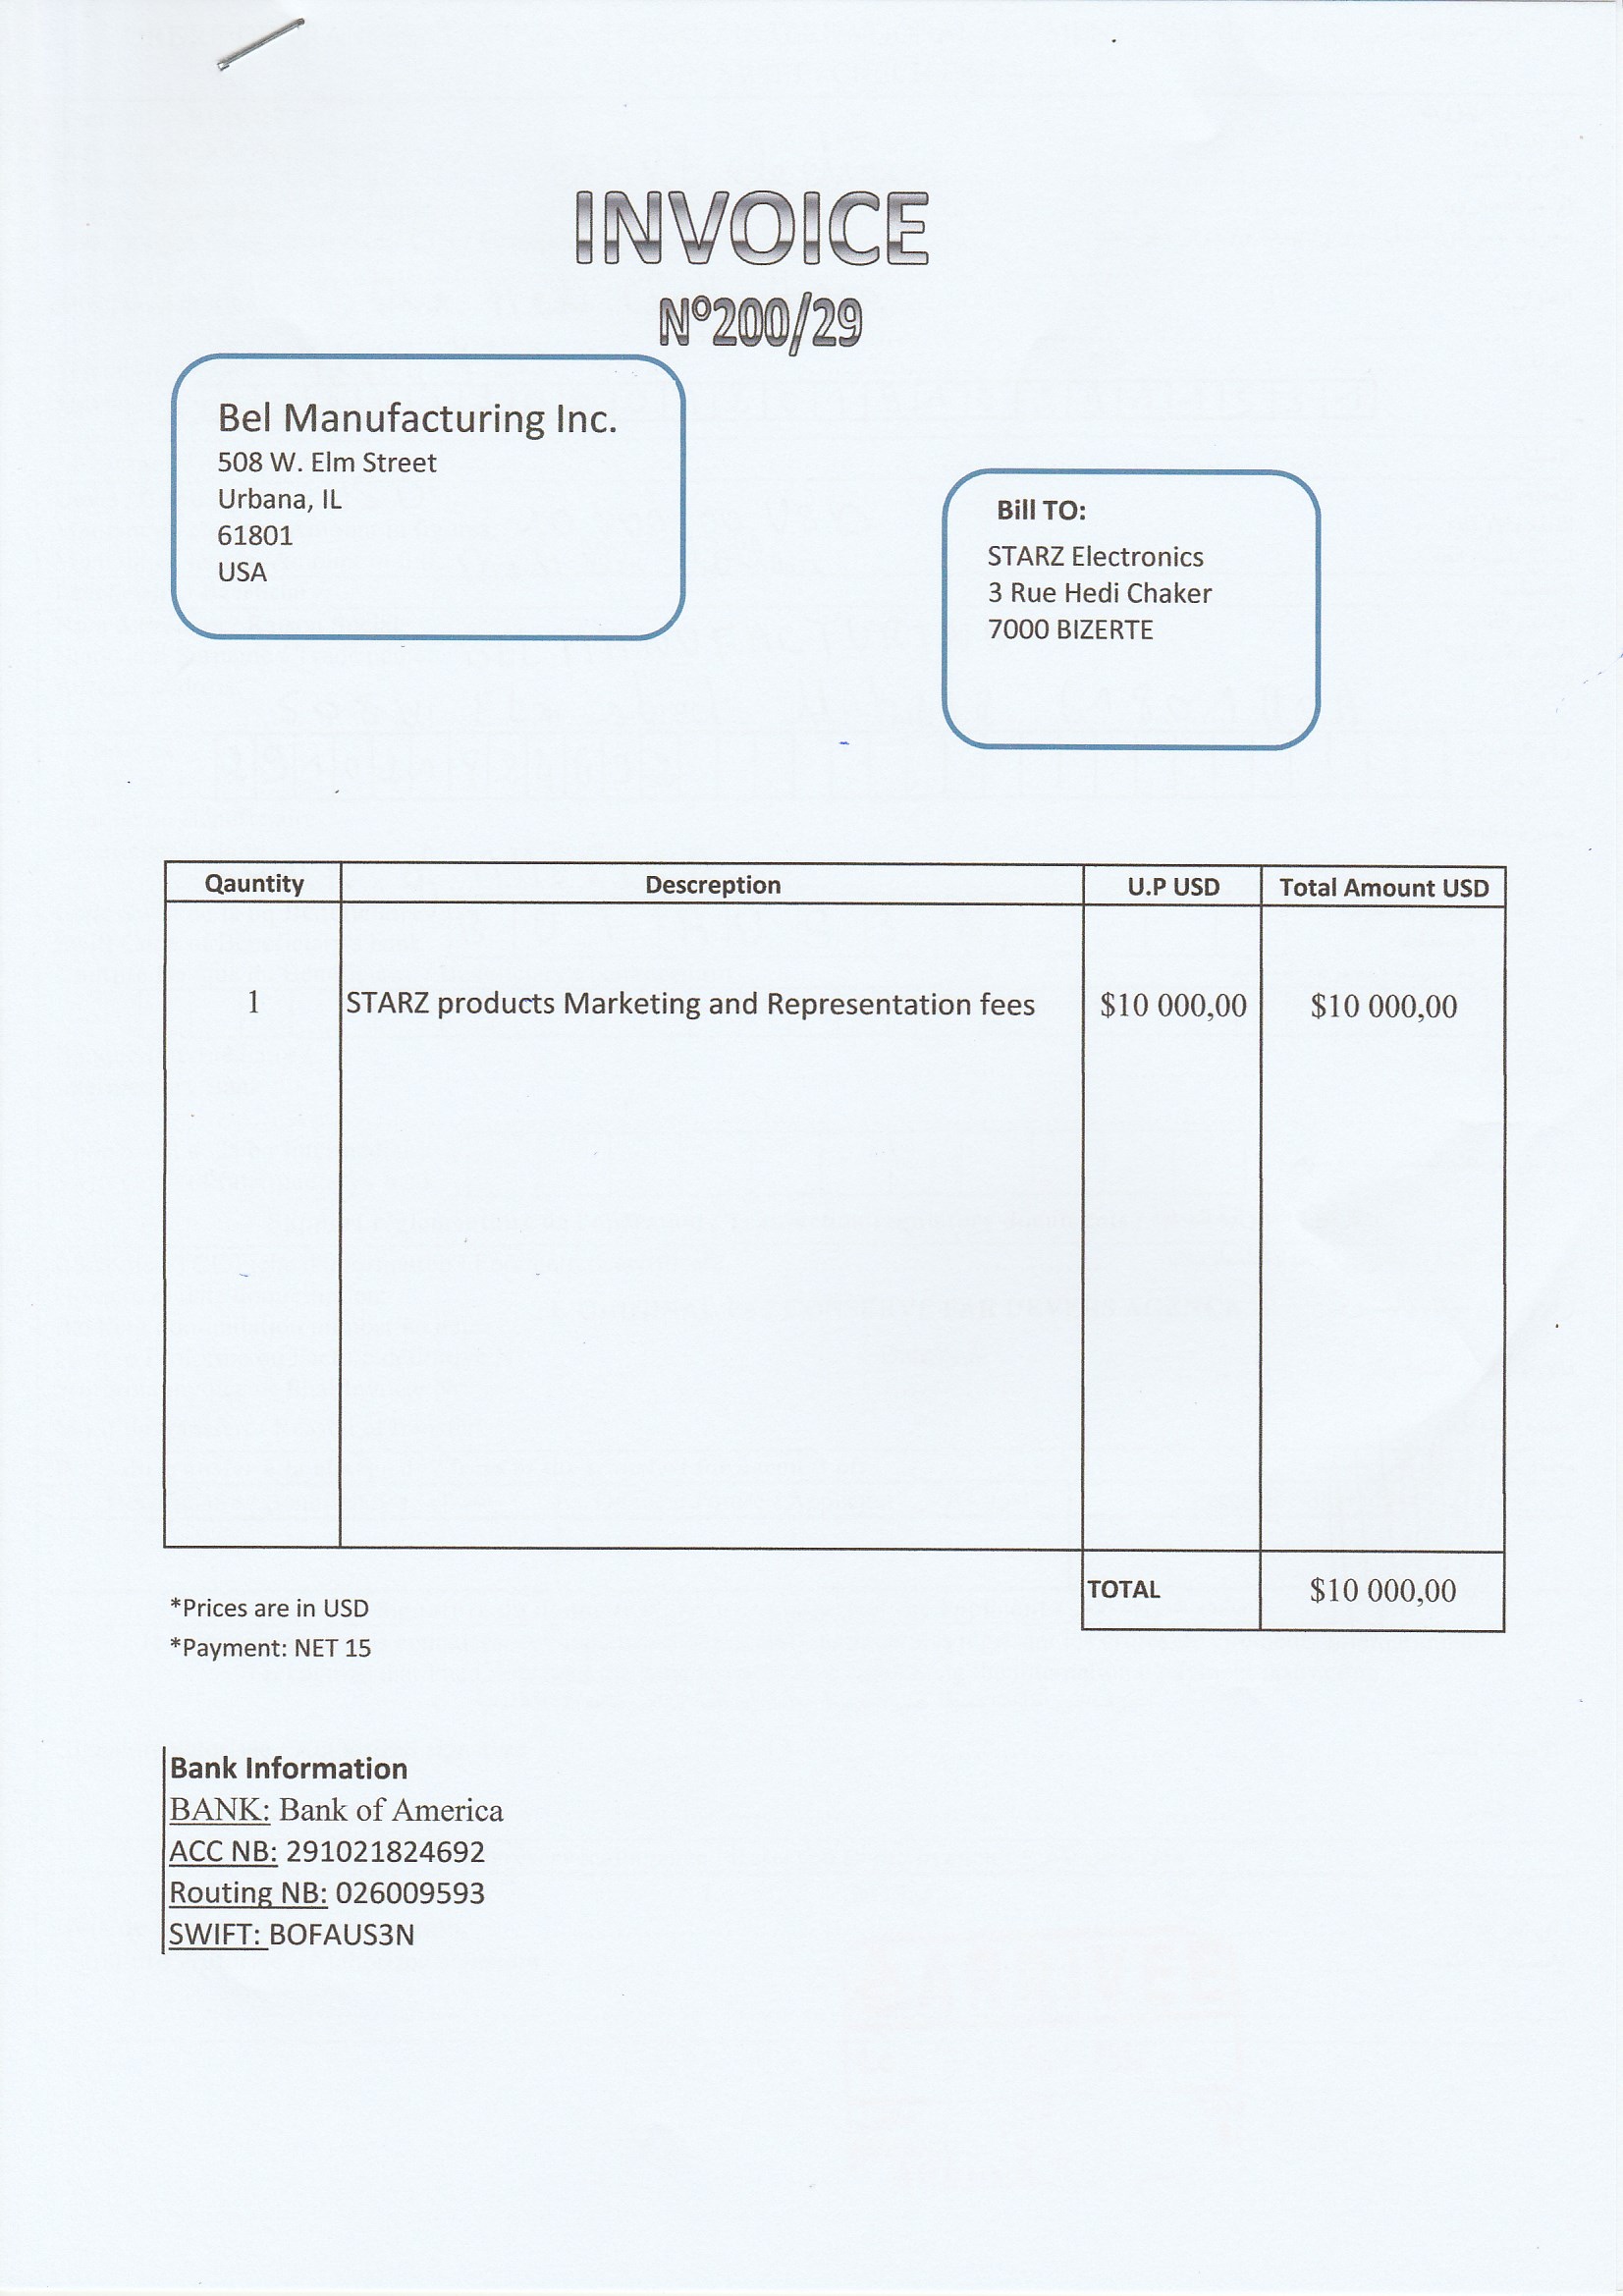 INVOICE
N°200/29
Bel Manufacturing Inc.
508 W. Elm Street
Urbana, IL
61801
USA
Bill TO:
STARZ Electronics
3 Rue Hedi Chaker
7000 BIZERTE
Qauntity Descreption U.P USD Total Amount USD
1 STARZ products Marketing and Representation fees $10 000,00 $10 000,00
TOTAL $10 000,00
*Prices are in USD
*Payment: NET 15
Bank Information
BANK: Bank of America
ACC NB: 291021824692
Routing NB: 026009593
SWIFT: BOFAUS3N